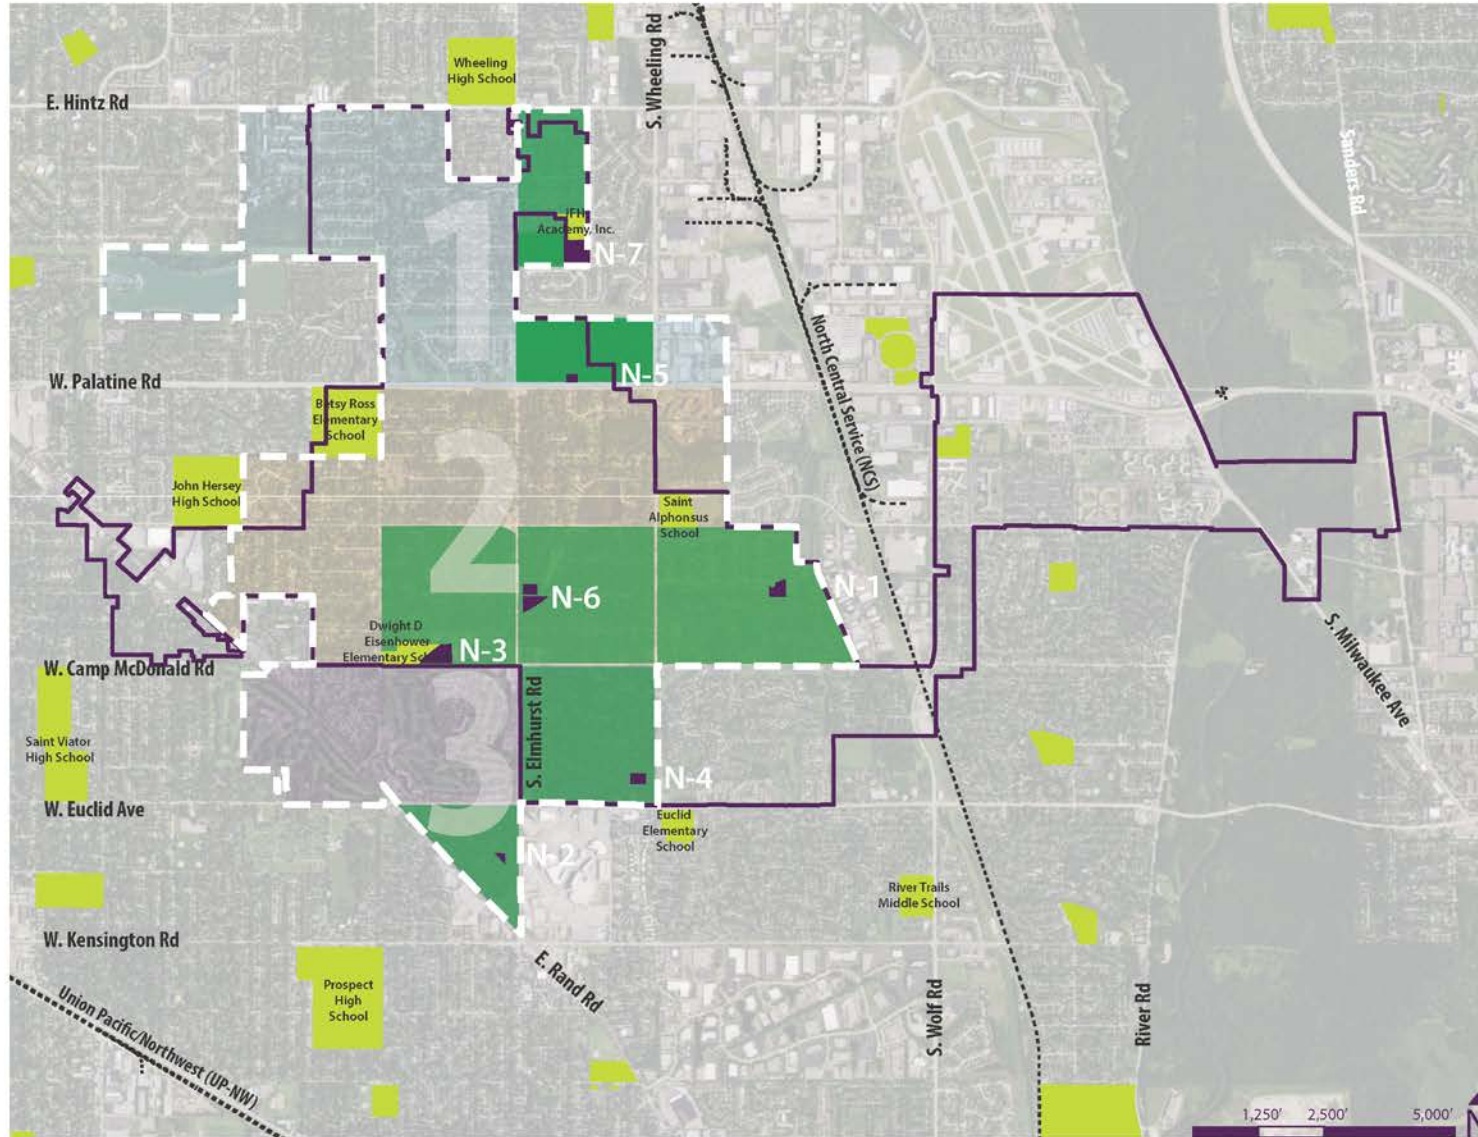 S. Wheeling Rd
Wheeling
High School
E. Hintz Rd
Sanders Rd
1
Academy, Inc.
N-7
North Central Service (NCS)
W. Palatine Rd
N-5
Betsy Ross
Elementary
School
2
John Hersey
High School
Saint
Alphonsus
School
N-1
N-6
Dwight D
Eisenhower
Elementary Sc
N-3
S. Milwaukee Ave
W. Camp McDonald Rd
3
S. Elmhurst Rd
Saint Viator
High School
N-4
W. Euclid Ave
Euclid
Elementary
School
N-2
River Trails
Middle School
W. Kensington Rd
E. Rand Rd
Prospect
High
School
Union Pacific/Northwest (UP-NW)
S. Wolf Rd
River Rd
1,250' 2,500' 5,000'